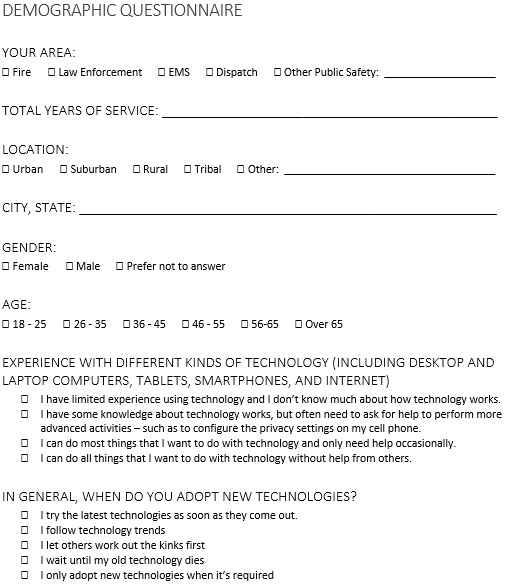 DEMOGRAPHIC QUESTIONNAIRE
YOUR AREA:
☐ Fire ☐ Law Enforcement ☐ EMS ☐ Dispatch ☐ Other Public Safety: ____________________
TOTAL YEARS OF SERVICE: ____________________
LOCATION:
☐ Urban ☐ Suburban ☐ Rural ☐ Tribal ☐ Other: ____________________
CITY, STATE: ____________________
GENDER:
☐ Female ☐ Male ☐ Prefer not to answer
AGE:
☐ 18 - 25 ☐ 26 - 35 ☐ 36 - 45 ☐ 46 - 55 ☐ 56-65 ☐ Over 65
EXPERIENCE WITH DIFFERENT KINDS OF TECHNOLOGY (INCLUDING DESKTOP AND
LAPTOP COMPUTERS, TABLETS, SMARTPHONES, AND INTERNET)
☐ I have limited experience using technology and I don't know much about how technology works.
☐ I have some knowledge about technology works, but often need to ask for help to perform more
advanced activities – such as to configure the privacy settings on my cell phone.
☐ I can do most things that I want to do with technology and only need help occasionally.
☐ I can do all things that I want to do with technology without help from others.
IN GENERAL, WHEN DO YOU ADOPT NEW TECHNOLOGIES?
☐ I try the latest technologies as soon as they come out.
☐ I follow technology trends
☐ I let others work out the kinks first
☐ I wait until my old technology dies
☐ I only adopt new technologies when it's required